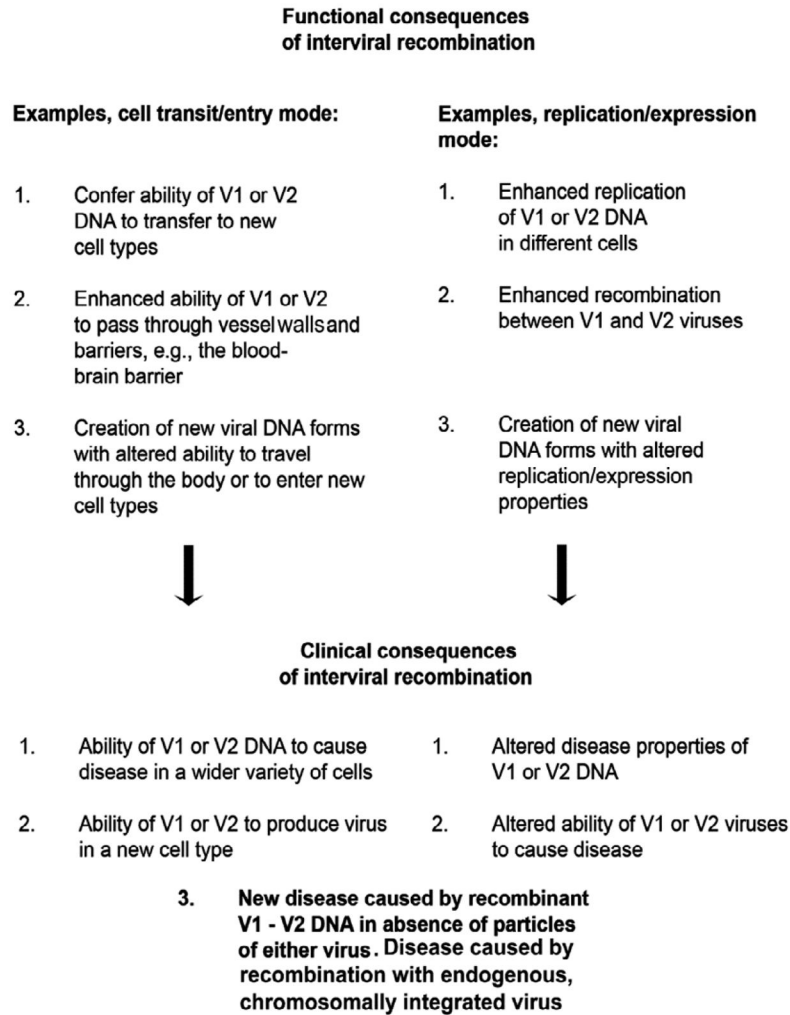 Functional consequences
of interviral recombination
Examples, cell transit/entry mode:
1. Confer ability of V1 or V2
DNA to transfer to new
cell types
2. Enhanced ability of V1 or V2
to pass through vessel walls and
barriers, e.g., the blood-
brain barrier
3. Creation of new viral DNA forms
with altered ability to travel
through the body or to enter new
cell types
Examples, replication/expression
mode:
1. Enhanced replication
of V1 or V2 DNA
in different cells
2. Enhanced recombination
between V1 and V2 viruses
3. Creation of new viral
DNA forms with altered
replication/expression
properties
Clinical consequences
of interviral recombination
1. Ability of V1 or V2 DNA to cause
disease in a wider variety of cells
2. Ability of V1 or V2 to produce virus
in a new cell type
1. Altered disease properties of
V1 or V2 DNA
2. Altered ability of V1 or V2 viruses
to cause disease
3. New disease caused by recombinant
V1 - V2 DNA in absence of particles
of either virus. Disease caused by
recombination with endogenous,
chromosomally integrated virus